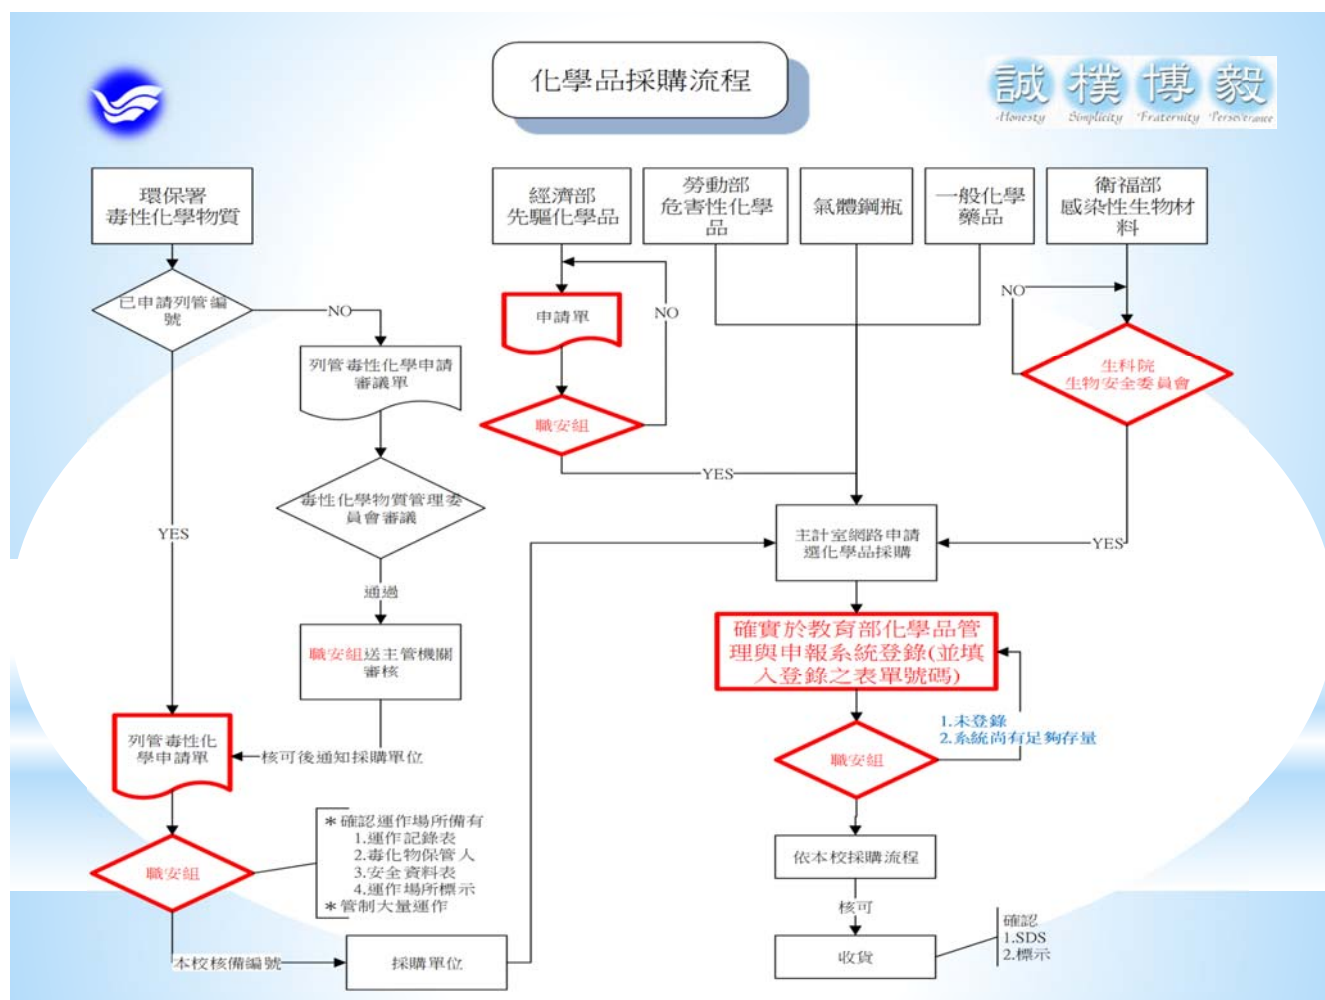 化學品採購流程
誠樸博毅
Honesty Simplicity Fraternity Perseverance
環保署
毒性化學物質
經濟部
先驅化學品
勞動部
危害性化學
品
氣體鋼瓶
一般化學
藥品
衛福部
感染性生物材
料
已申請列管編
號
NO
列管毒性化學申請
審議單
毒性化學物質管理委
員會審議
通過
職安組送主管機關
審核
核可後通知採購單位
YES
列管毒性化
學申請單
職安組
＊確認運作場所備有
1.運作記錄表
2.毒化物保管人
3.安全資料表
4.運作場所標示
＊管制大量運作
本校核備編號
採購單位
申請單
NO
職安組
YES
NO
生科院
生物安全委員會
YES
主計室網路申請
選化學品採購
確實於教育部化學品管
理與申報系統登錄(並填
入登錄之表單號碼)
1.未登錄
2.系統尚有足夠存量
職安組
依本校採購流程
核可
收貨
確認
1.SDS
2.標示